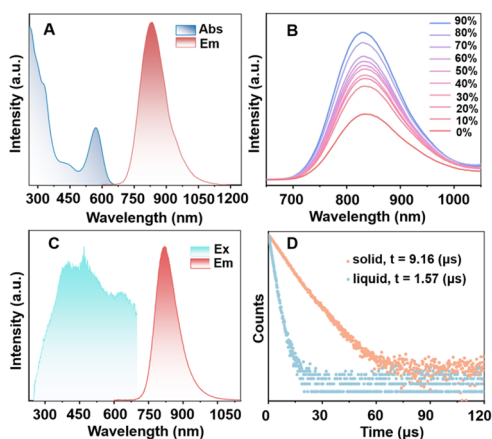 A
Abs
Em
Intensity (a.u.)
300 450 600 750 900 1050 1200
Wavelength (nm)
B
90%
80%
70%
60%
50%
40%
30%
20%
10%
0%
Intensity (a.u.)
700 800 900 1000
Wavelength (nm)
C
Ex
Em
Intensity (a.u.)
300 450 600 750 900 1050
Wavelength (nm)
D
solid, t = 9.16 (μs)
liquid, t = 1.57 (μs)
Counts
0 30 60 90 120
Time (μs)